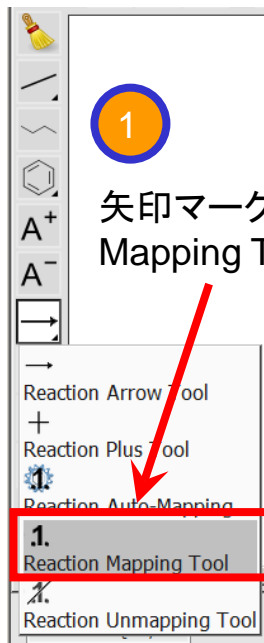 1
矢印マーク
Mapping T
A+
A-
Reaction Arrow Tool
Reaction Plus Tool
1.
Reaction Auto-Mapping
1.
Reaction Mapping Tool
1.
Reaction Unmapping Tool